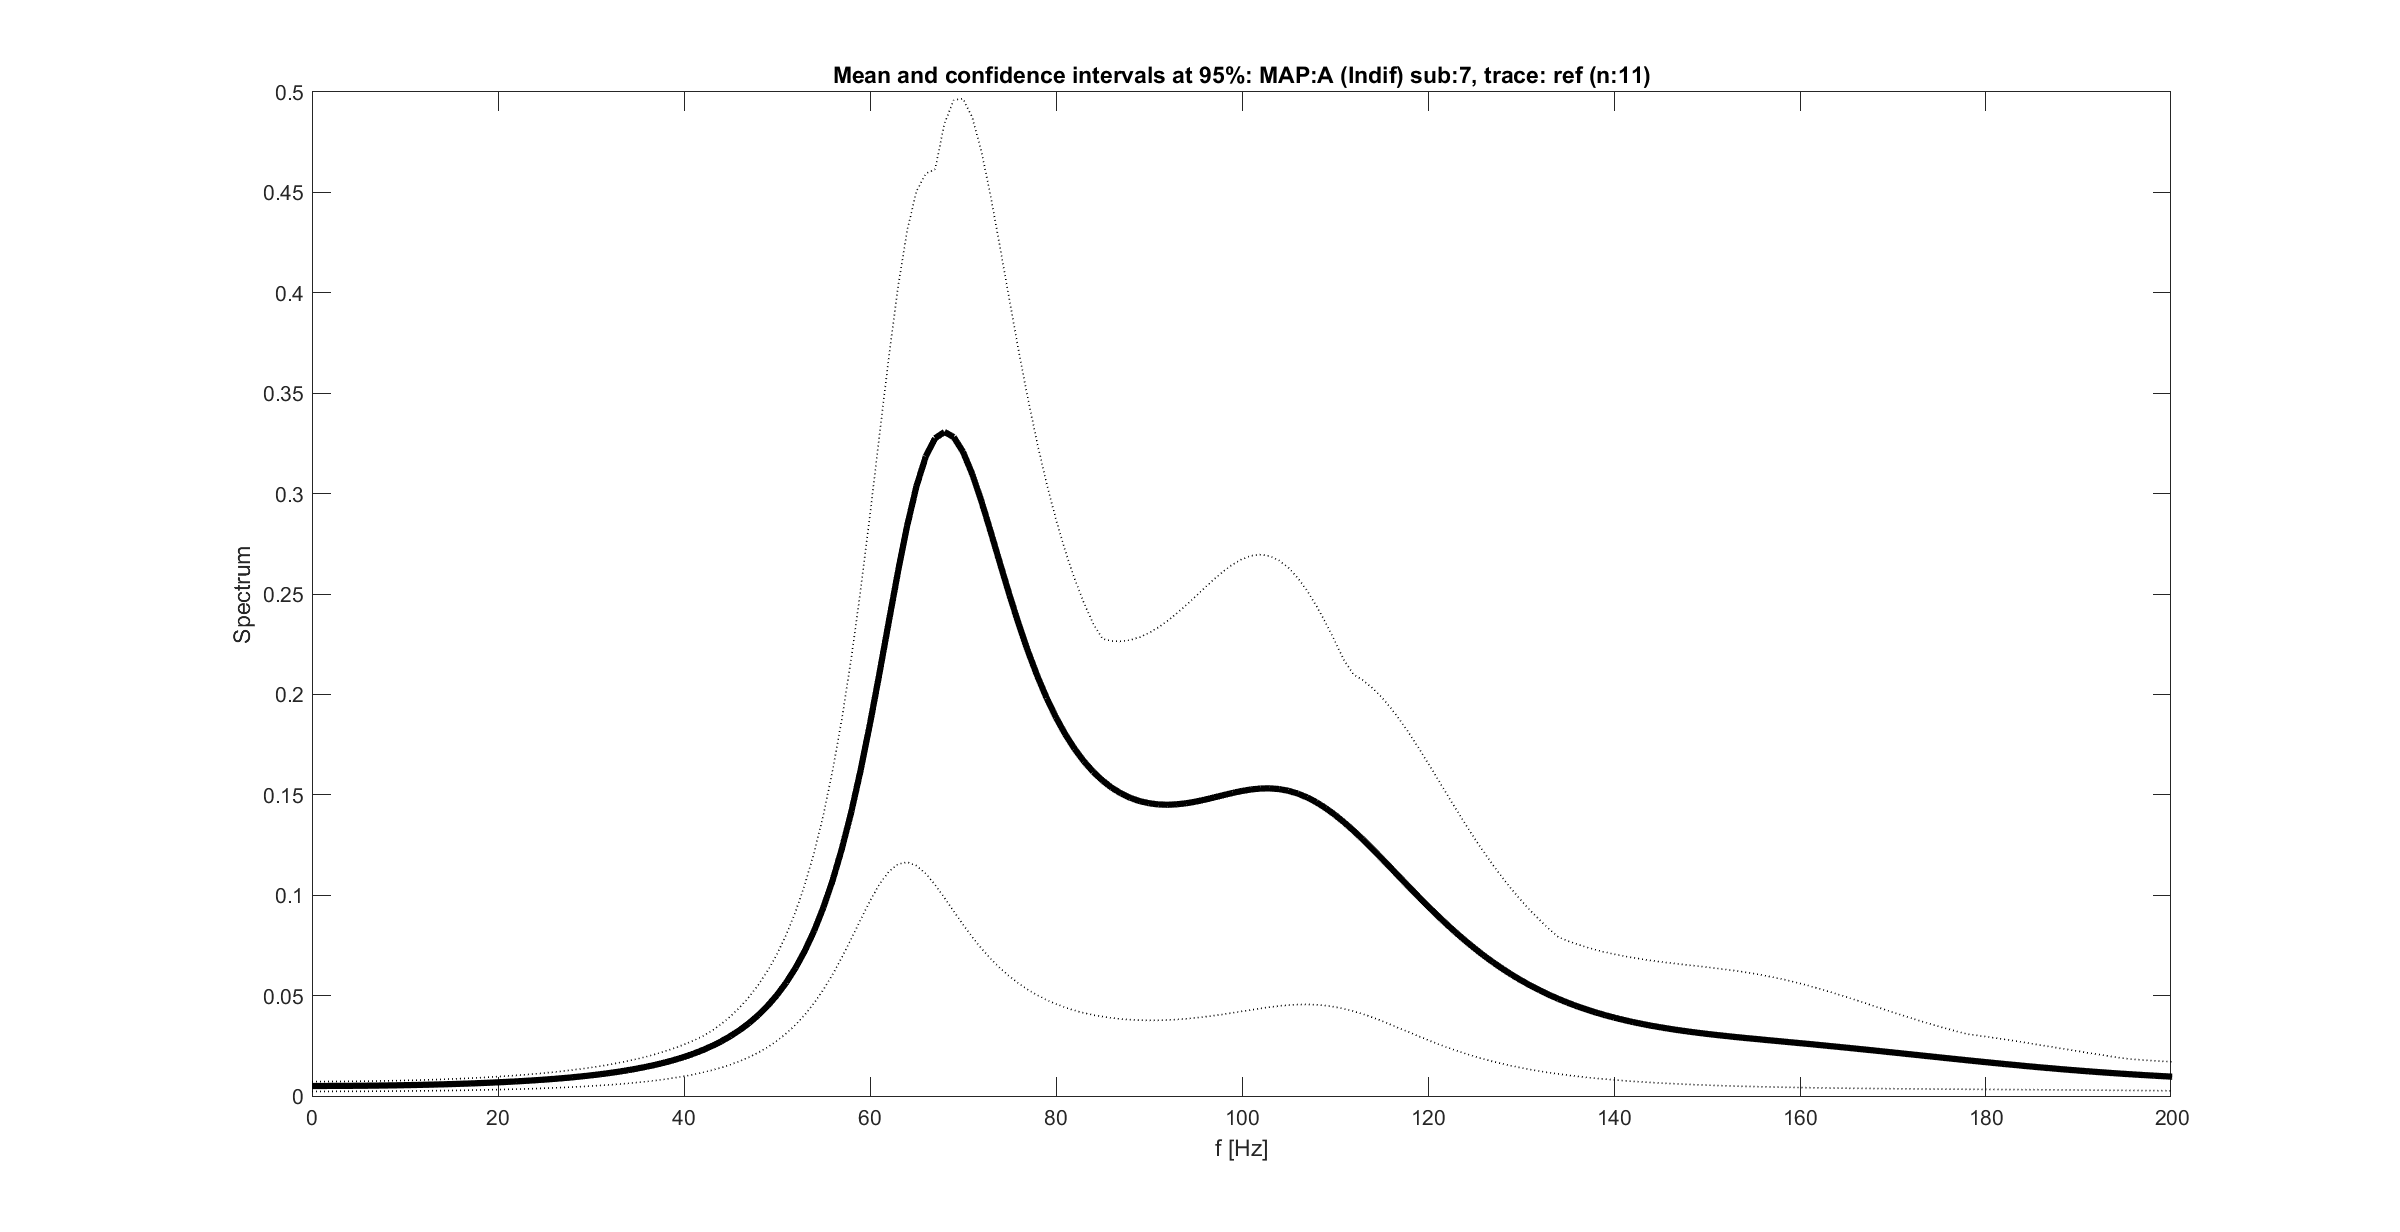 Mean and confidence intervals at 95%: MAP:A (Indif) sub:7, trace: ref (n:11)
0.5
0.45
0.4
0.35
0.3
0.25
0.2
0.15
0.1
0.05
0
Spectrum
0 20 40 60 80 100 120 140 160 180 200
f [Hz]